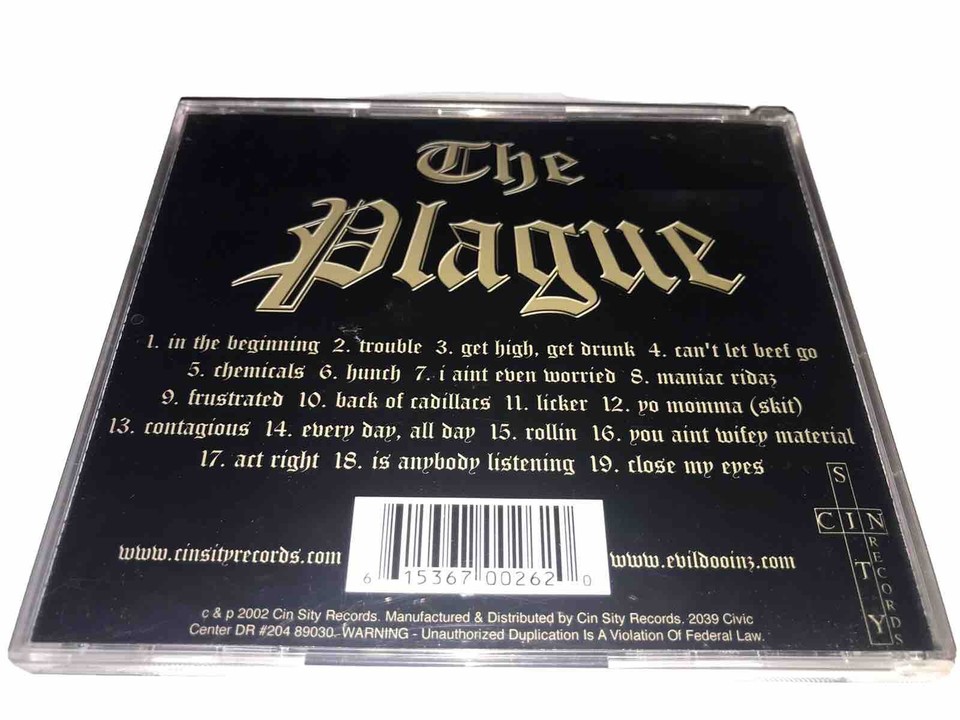 The
Plague
1. in the beginning 2. trouble 3. get high, get drunk 4. can't let beef go
5. chemicals 6. hunch 7. i aint even worried 8. maniac ridaz
9. frustrated 10. back of cadillacs 11. licker 12. yo momma (skit)
13. contagious 14. every day, all day 15. rollin 16. you aint wifey material
17. act right 18. is anybody listening 19. close my eyes
www.cinsityrecords.com
6 15367 00262 0
www.evildooinz.com
S
CIN
T
Y
RECORDS
c & p 2002 Cin Sity Records. Manufactured & Distributed by Cin Sity Records. 2039 Civic
Center DR #204 89030. WARNING - Unauthorized Duplication Is A Violation Of Federal Law.